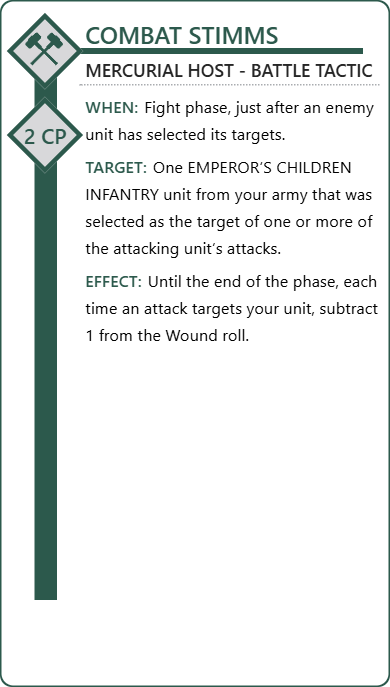 COMBAT STIMMS
MERCURIAL HOST - BATTLE TACTIC
2 CP
WHEN: Fight phase, just after an enemy
unit has selected its targets.
TARGET: One EMPEROR’S CHILDREN
INFANTRY unit from your army that was
selected as the target of one or more of
the attacking unit’s attacks.
EFFECT: Until the end of the phase, each
time an attack targets your unit, subtract
1 from the Wound roll.